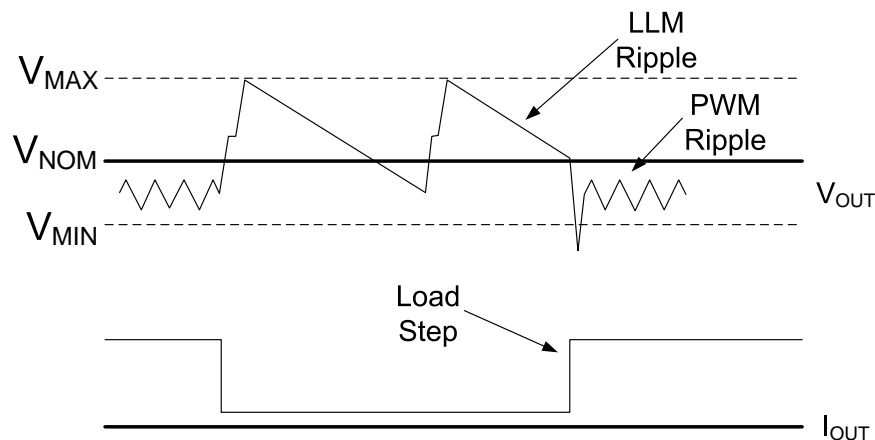 LLM
Ripple
V_MAX
PWM
Ripple
V_NOM
V_OUT
V_MIN
Load
Step
I_OUT